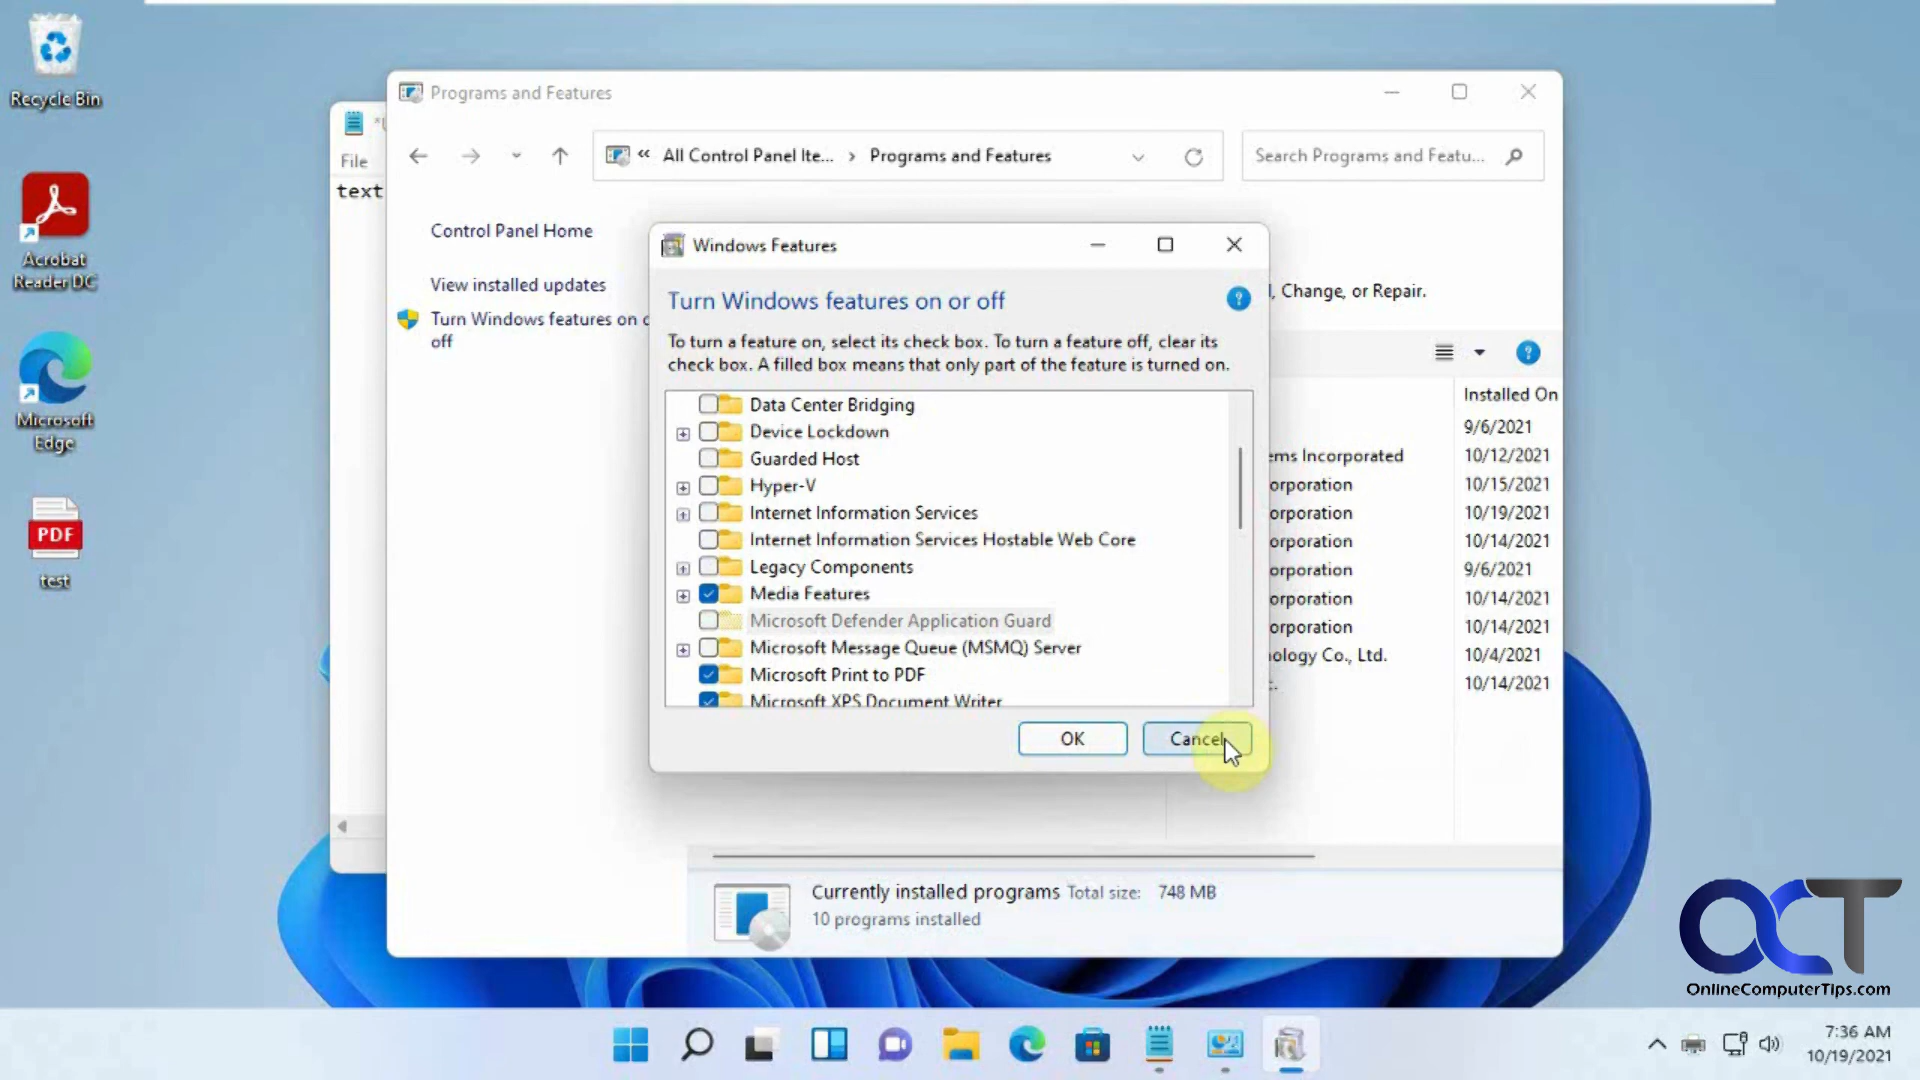 Recycle Bin
Acrobat
Reader DC
Microsoft
Edge
PDF
test
File
text
Programs and Features
« All Control Panel Ite... › Programs and Features
Search Programs and Featu...
Control Panel Home
View installed updates
Turn Windows features on o
off
, Change, or Repair.
Installed On
9/6/2021
ems Incorporated 10/12/2021
orporation 10/15/2021
orporation 10/19/2021
orporation 10/14/2021
orporation 9/6/2021
orporation 10/14/2021
orporation 10/14/2021
ology Co., Ltd. 10/4/2021
10/14/2021
Windows Features
Turn Windows features on or off
To turn a feature on, select its check box. To turn a feature off, clear its
check box. A filled box means that only part of the feature is turned on.
Data Center Bridging
Device Lockdown
Guarded Host
Hyper-V
Internet Information Services
Internet Information Services Hostable Web Core
Legacy Components
Media Features
Microsoft Defender Application Guard
Microsoft Message Queue (MSMQ) Server
Microsoft Print to PDF
Microsoft XPS Document Writer
OK
Cancel
Currently installed programs Total size: 748 MB
10 programs installed
OCT
OnlineComputerTips.com
7:36 AM
10/19/2021